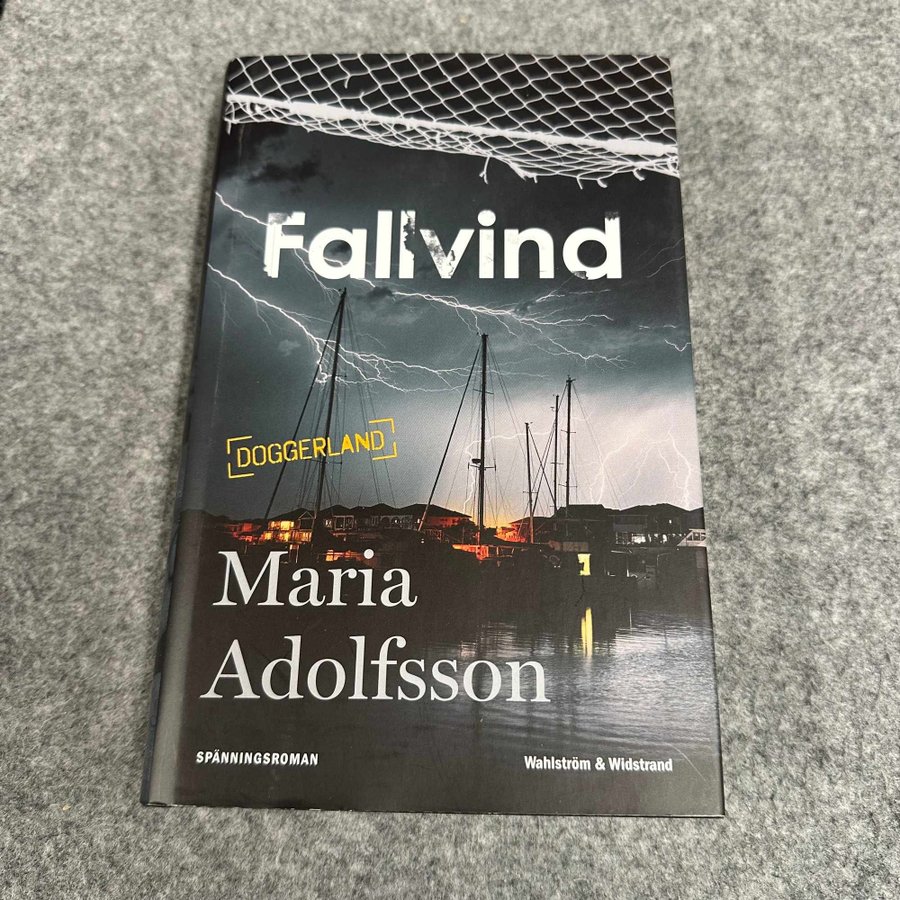 Fallvind
DOGGERLAND
Maria
Adolfsson
SPÄNNINGSROMAN
Wahlström & Widstrand